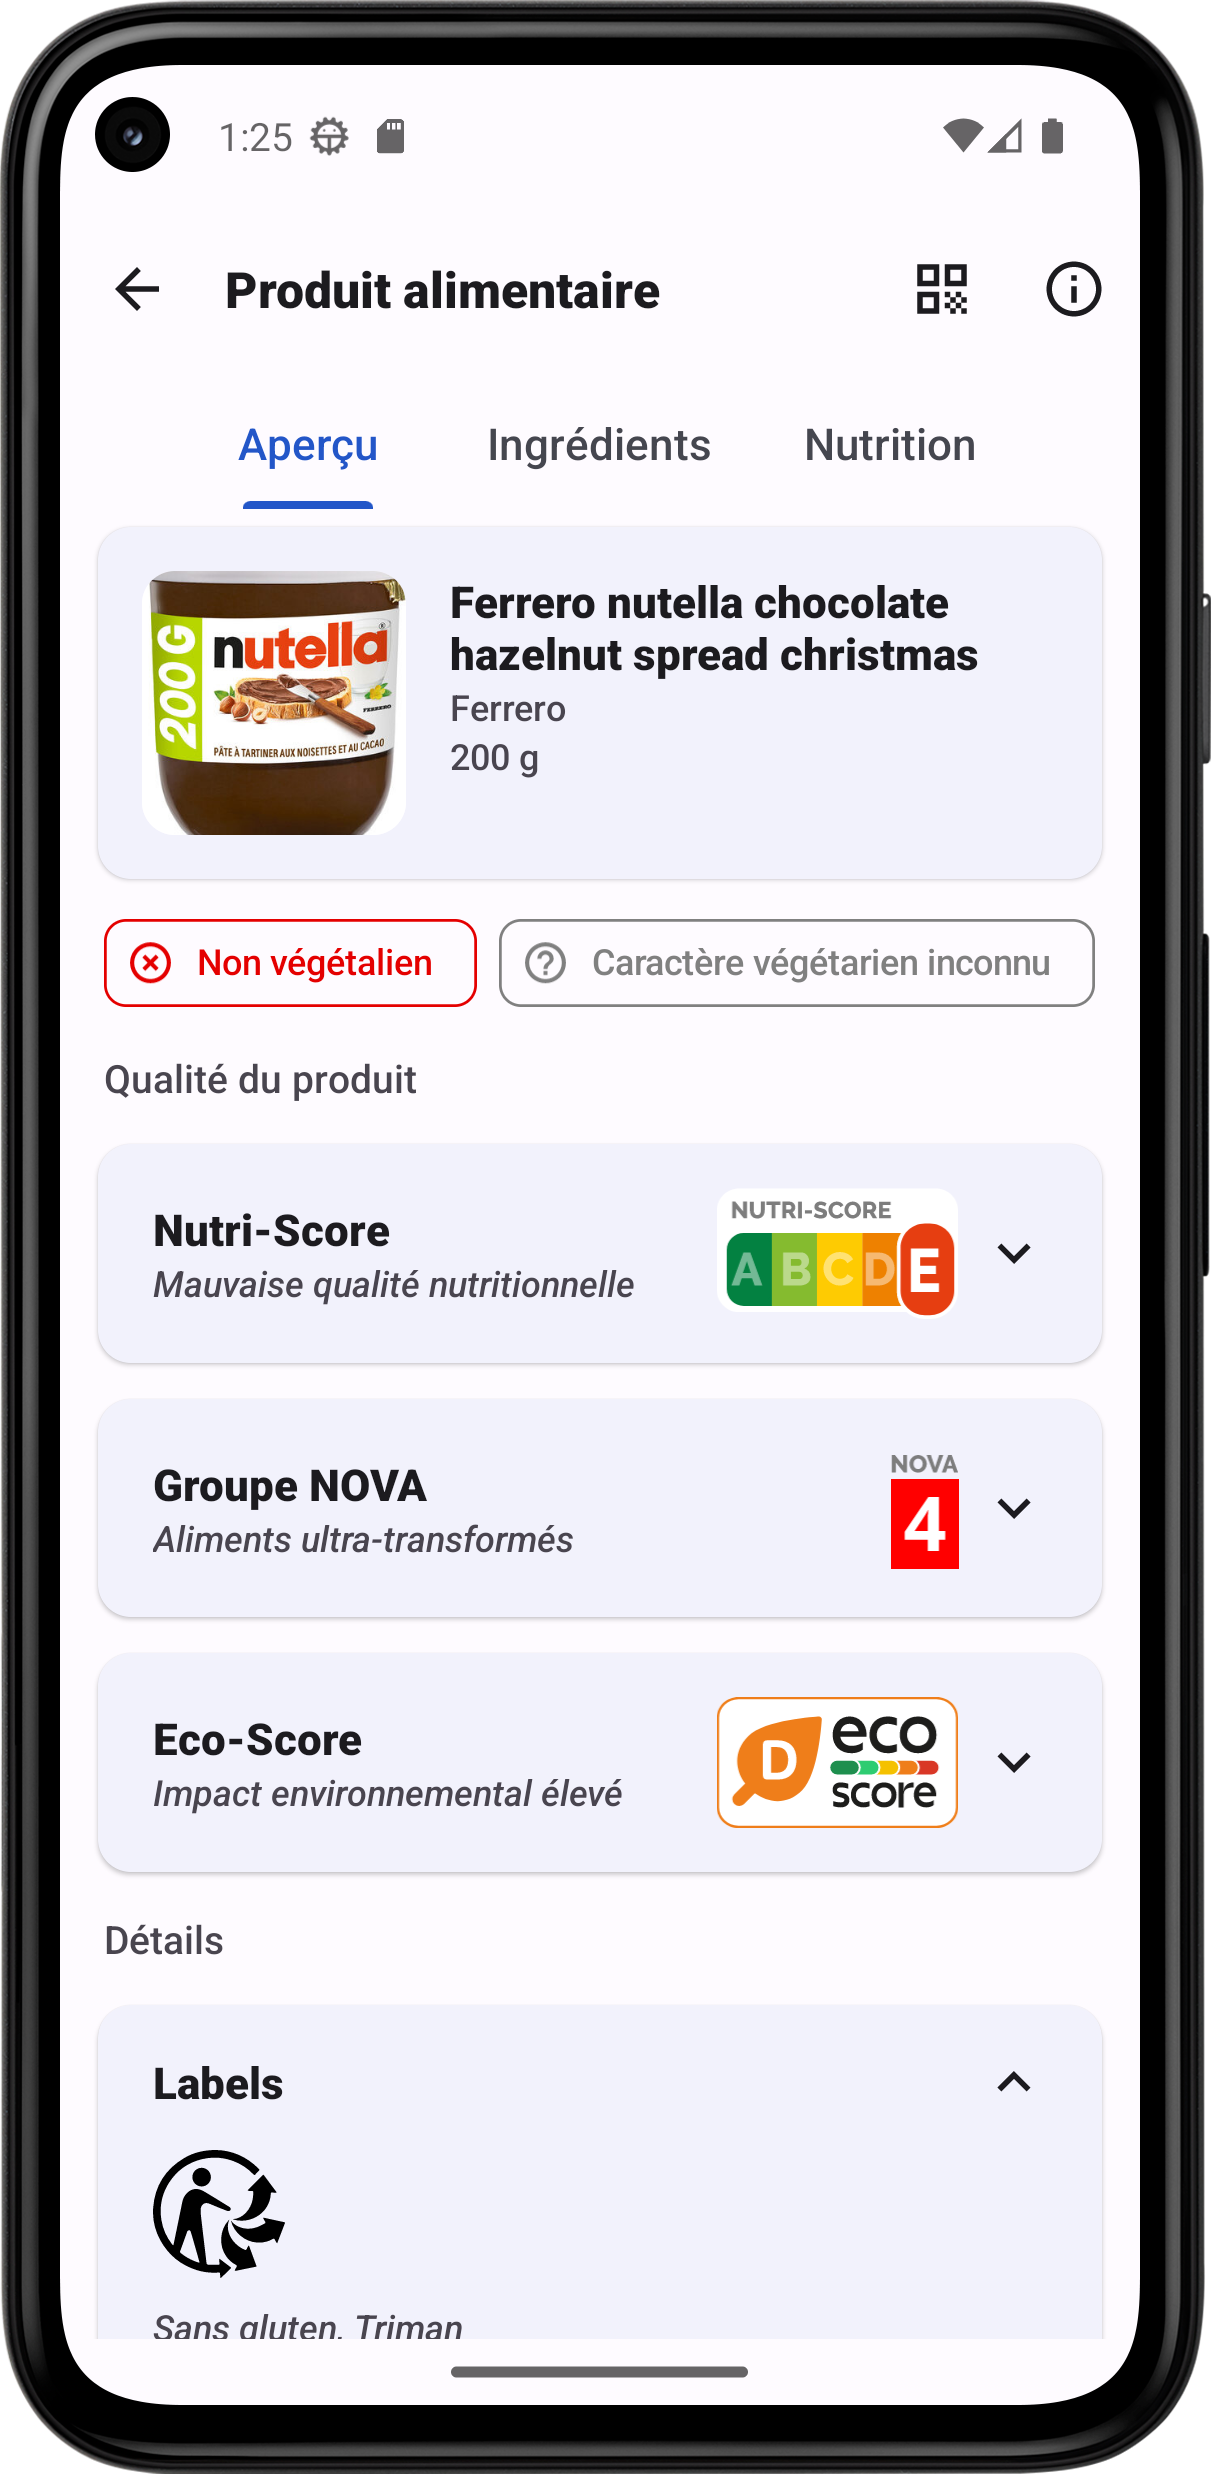 1:25
Produit alimentaire
Aperçu
Ingrédients
Nutrition
200 G
nutella
FERRERO
PÂTE À TARTINER AUX NOISETTES ET AU CACAO
Ferrero nutella chocolate
hazelnut spread christmas
Ferrero
200 g
Non végétalien
Caractère végétarien inconnu
Qualité du produit
Nutri-Score
Mauvaise qualité nutritionnelle
NUTRI-SCORE
A B C D E
Groupe NOVA
Aliments ultra-transformés
NOVA
4
Eco-Score
Impact environnemental élevé
D
eco
score
Détails
Labels
Sans gluten, Triman